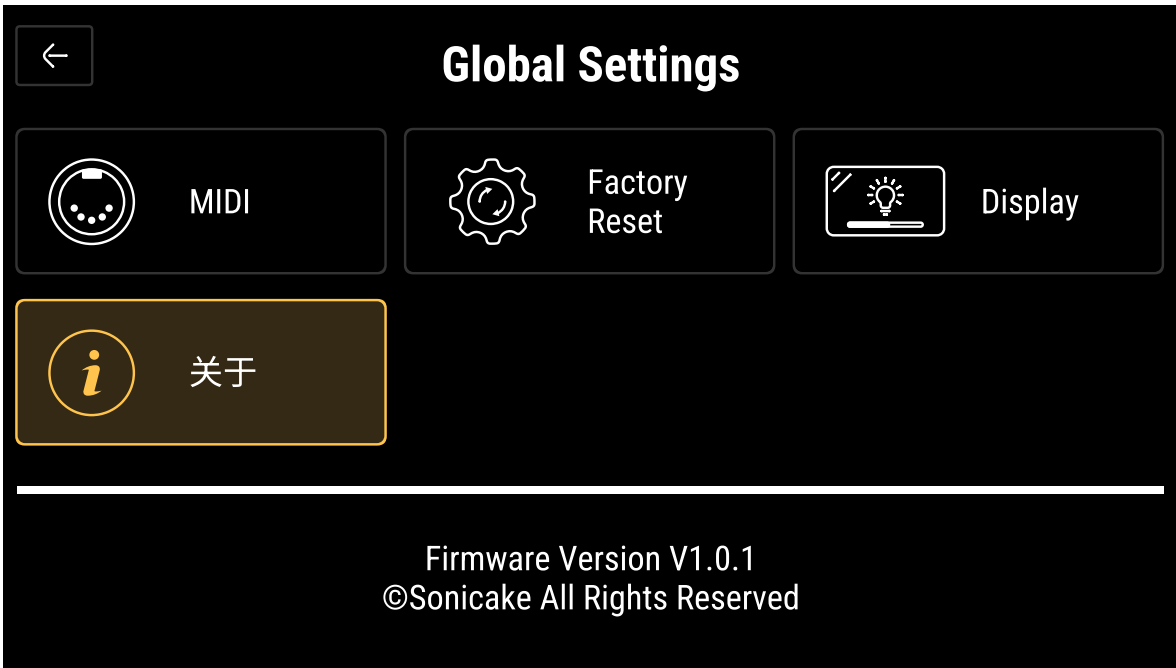 Global Settings
MIDI
Factory
Reset
Display
关于
Firmware Version V1.0.1
©Sonicake All Rights Reserved